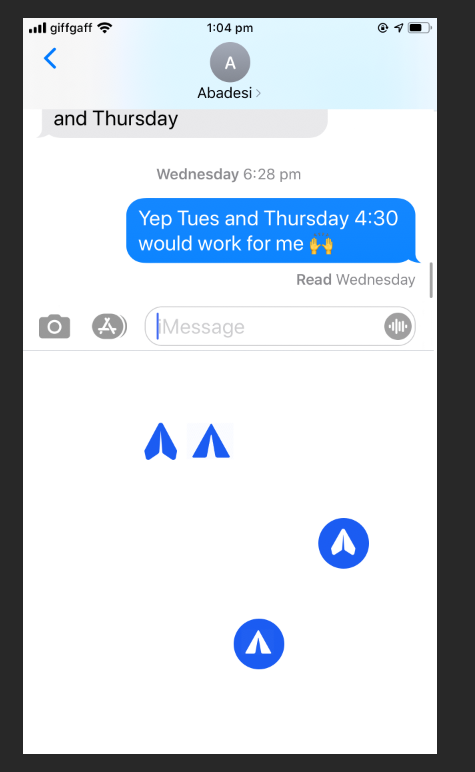 giffgaff
1:04 pm
A
Abadesi
and Thursday
Wednesday 6:28 pm
Yep Tues and Thursday 4:30
would work for me 🙌
Read Wednesday
iMessage